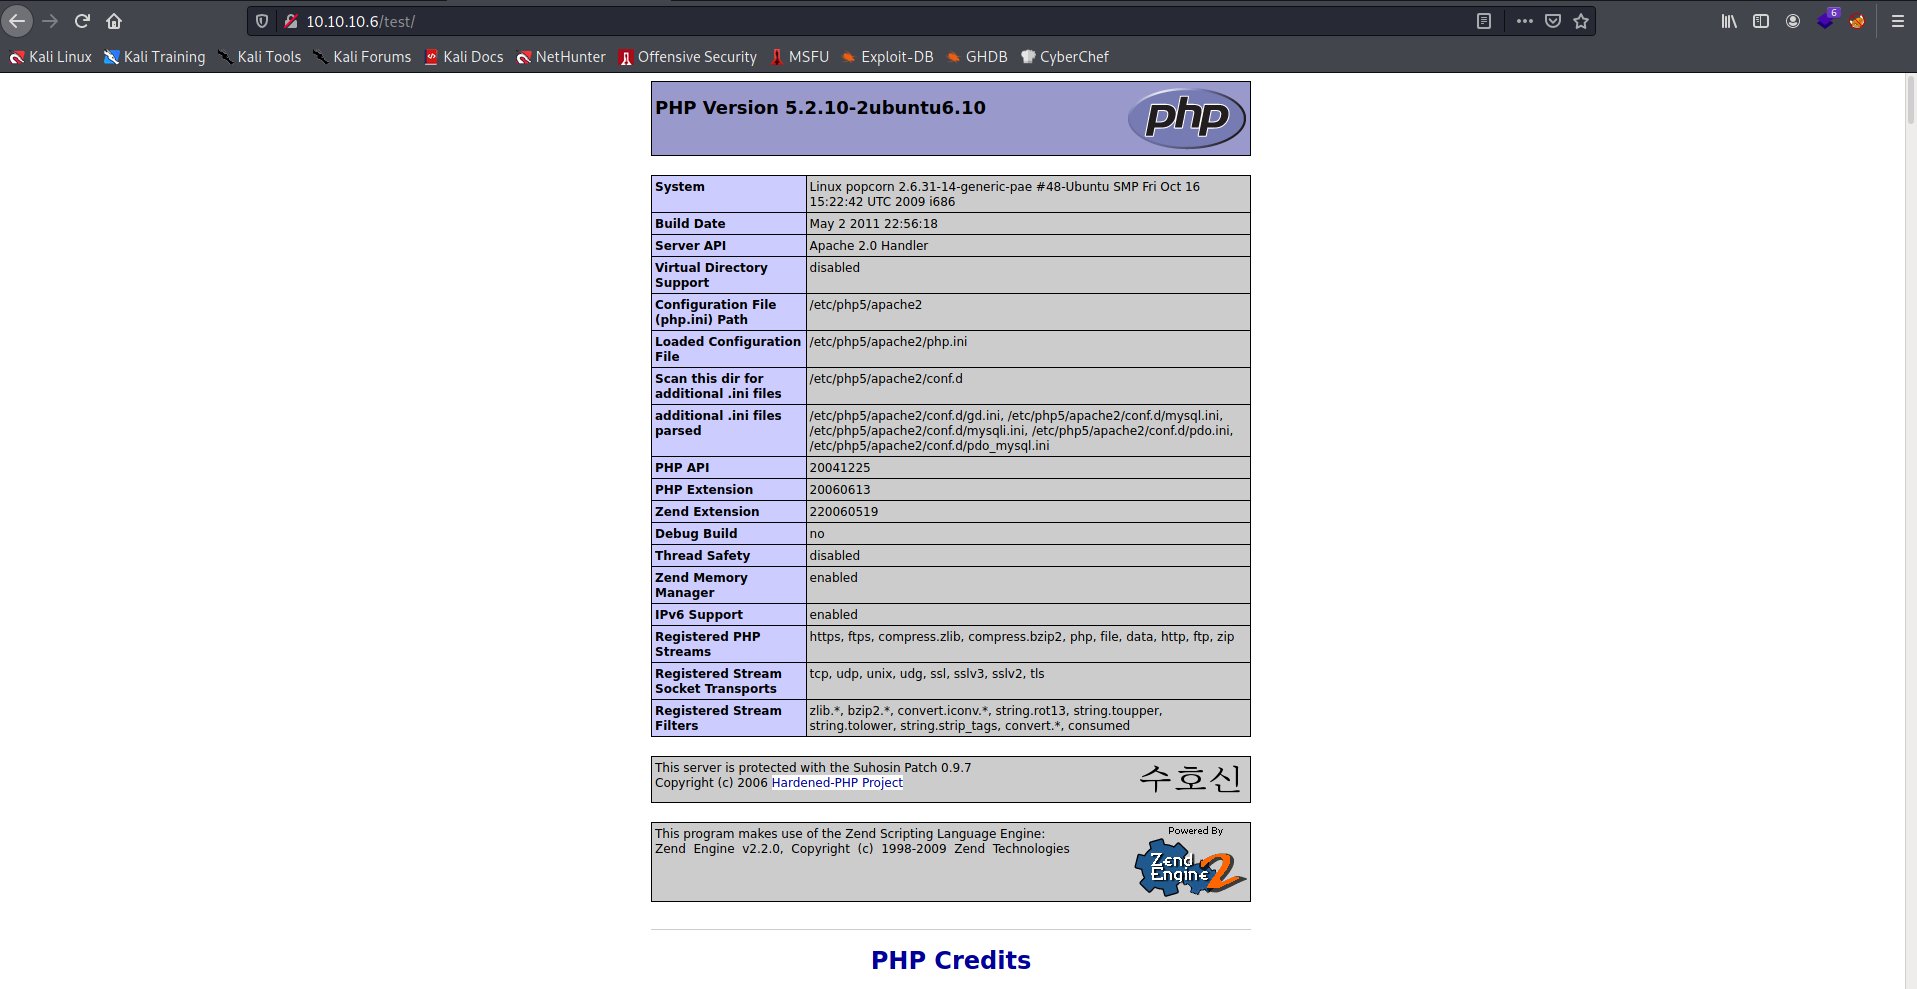 10.10.10.6/test/
6
Kali Linux Kali Training Kali Tools Kali Forums Kali Docs NetHunter Offensive Security MSFU Exploit-DB GHDB CyberChef
PHP Version 5.2.10-2ubuntu6.10
php
System Linux popcorn 2.6.31-14-generic-pae #48-Ubuntu SMP Fri Oct 16
15:22:42 UTC 2009 i686
Build Date May 2 2011 22:56:18
Server API Apache 2.0 Handler
Virtual Directory disabled
Support
Configuration File /etc/php5/apache2
(php.ini) Path
Loaded Configuration /etc/php5/apache2/php.ini
File
Scan this dir for /etc/php5/apache2/conf.d
additional .ini files
additional .ini files /etc/php5/apache2/conf.d/gd.ini, /etc/php5/apache2/conf.d/mysql.ini,
parsed /etc/php5/apache2/conf.d/mysqli.ini, /etc/php5/apache2/conf.d/pdo.ini,
/etc/php5/apache2/conf.d/pdo_mysql.ini
PHP API 20041225
PHP Extension 20060613
Zend Extension 220060519
Debug Build no
Thread Safety disabled
Zend Memory enabled
Manager
IPv6 Support enabled
Registered PHP https, ftps, compress.zlib, compress.bzip2, php, file, data, http, ftp, zip
Streams
Registered Stream tcp, udp, unix, udg, ssl, sslv3, sslv2, tls
Socket Transports
Registered Stream zlib.*, bzip2.*, convert.iconv.*, string.rot13, string.toupper,
Filters string.tolower, string.strip_tags, convert.*, consumed
This server is protected with the Suhosin Patch 0.9.7
Copyright (c) 2006 Hardened-PHP Project
수호신
This program makes use of the Zend Scripting Language Engine:
Zend Engine v2.2.0, Copyright (c) 1998-2009 Zend Technologies
Powered By
Zend
Engine 2
PHP Credits